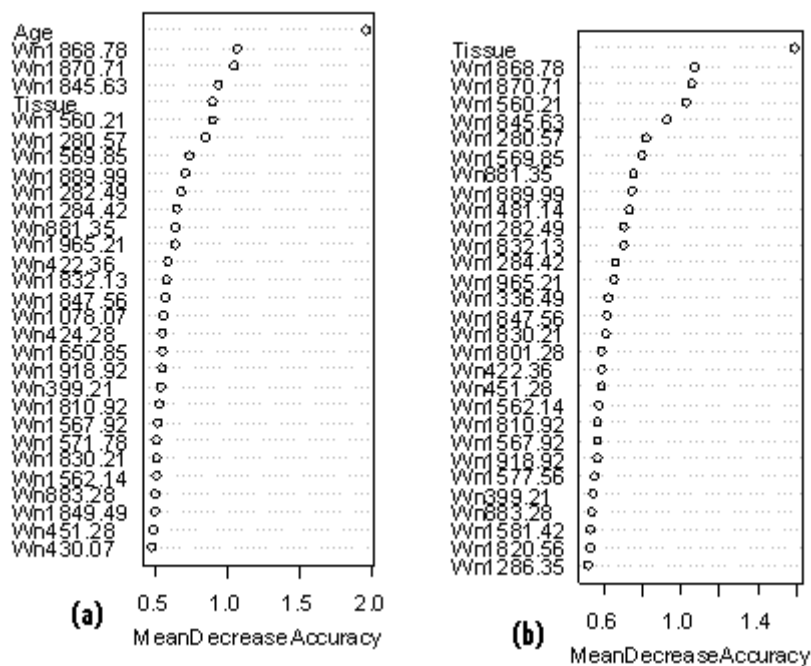 Age
Wn1868.78
Wn1870.71
Wn1845.63
Tissue
Wn1560.21
Wn1280.57
Wn1569.85
Wn1889.99
Wn1282.49
Wn1284.42
Wn881.35
Wn1965.21
Wn422.36
Wn1832.13
Wn1847.56
Wn1078.07
Wn424.28
Wn1650.85
Wn1918.92
Wn399.21
Wn1810.92
Wn1567.92
Wn1571.78
Wn1830.21
Wn1562.14
Wn883.28
Wn1849.49
Wn451.28
Wn430.07
0.5 1.0 1.5 2.0
(a)
MeanDecreaseAccuracy
Tissue
Wn1868.78
Wn1870.71
Wn1560.21
Wn1845.63
Wn1280.57
Wn1569.85
Wn881.35
Wn1889.99
Wn1481.14
Wn1282.49
Wn1832.13
Wn1284.42
Wn1965.21
Wn1336.49
Wn1847.56
Wn1830.21
Wn1801.28
Wn422.36
Wn451.28
Wn1562.14
Wn1810.92
Wn1567.92
Wn1918.92
Wn1577.56
Wn399.21
Wn883.28
Wn1581.42
Wn1820.56
Wn1286.35
0.6 1.0 1.4
(b)
MeanDecreaseAccuracy